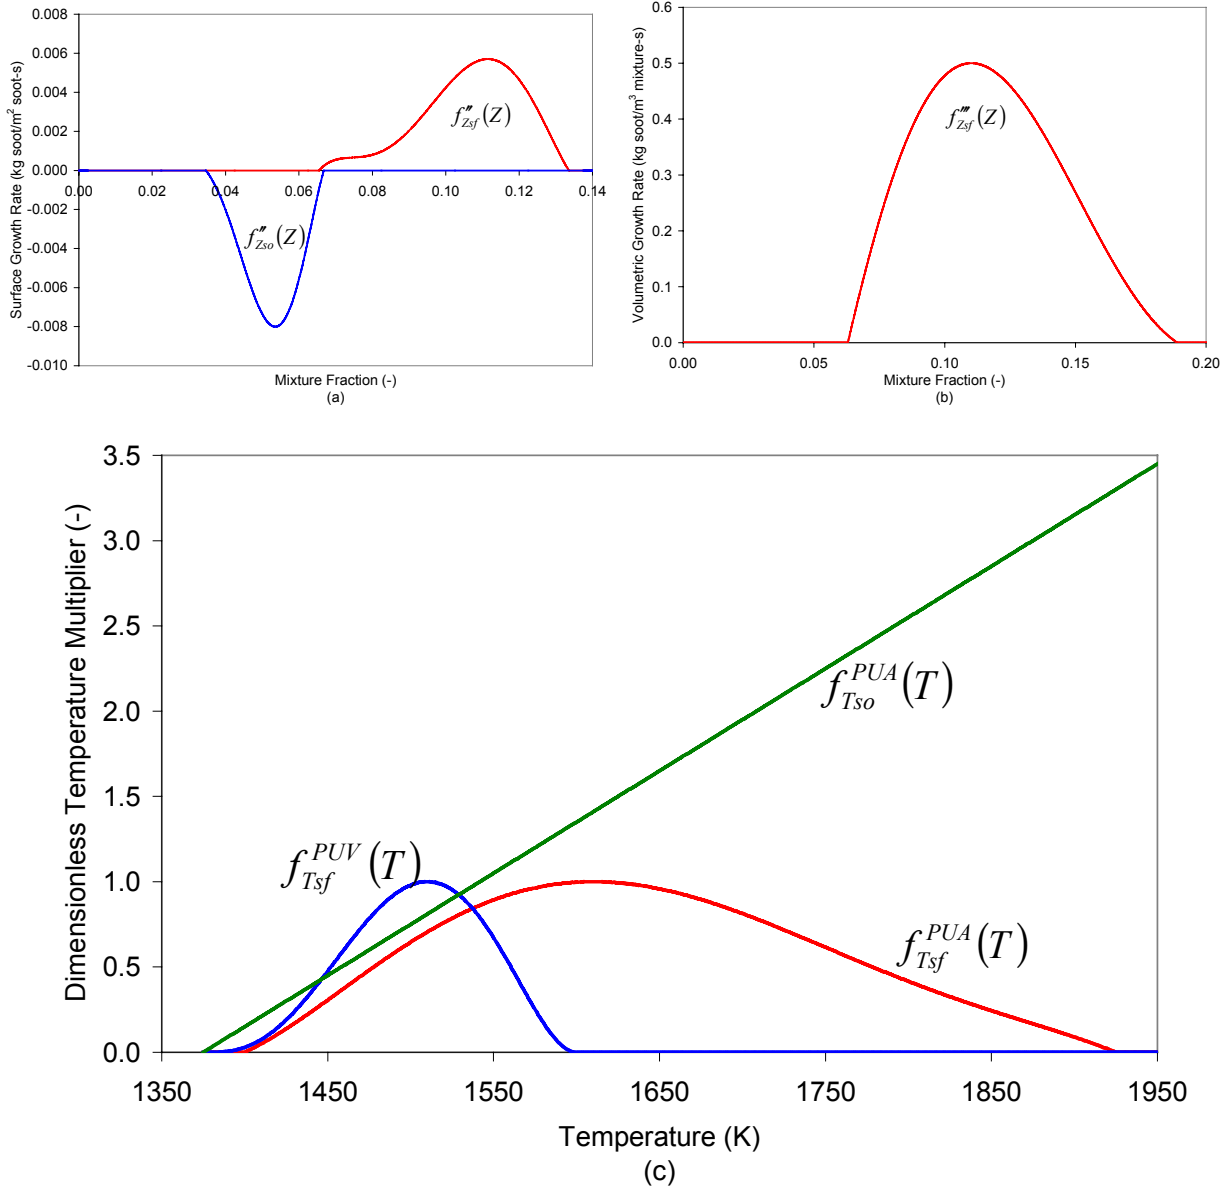 Surface Growth Rate (kg soot/m² soot-s)
0.008
0.006
0.004
0.002
0.000
-0.002
-0.004
-0.006
-0.008
-0.010
0.00 0.02 0.04 0.06 0.08 0.10 0.12 0.14
f″Zsf(Z)
f″Zso(Z)
Mixture Fraction (-)
(a)
Volumetric Growth Rate (kg soot/m³ mixture-s)
0.6
0.5
0.4
0.3
0.2
0.1
0.0
0.00 0.05 0.10 0.15 0.20
f‴Zsf(Z)
Mixture Fraction (-)
(b)
Dimensionless Temperature Multiplier (-)
3.5
3.0
2.5
2.0
1.5
1.0
0.5
0.0
f PUA Tso (T)
f PUV Tsf (T)
f PUA Tsf (T)
1350 1450 1550 1650 1750 1850 1950
Temperature (K)
(c)